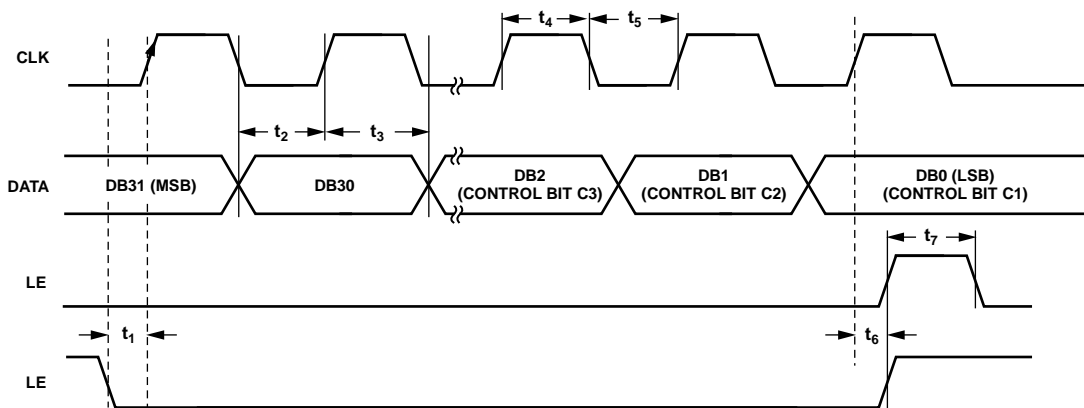 CLK
t4 t5
t2 t3
DATA
DB31 (MSB)
DB30
DB2
(CONTROL BIT C3)
DB1
(CONTROL BIT C2)
DB0 (LSB)
(CONTROL BIT C1)
t7
LE
t1
t6
LE